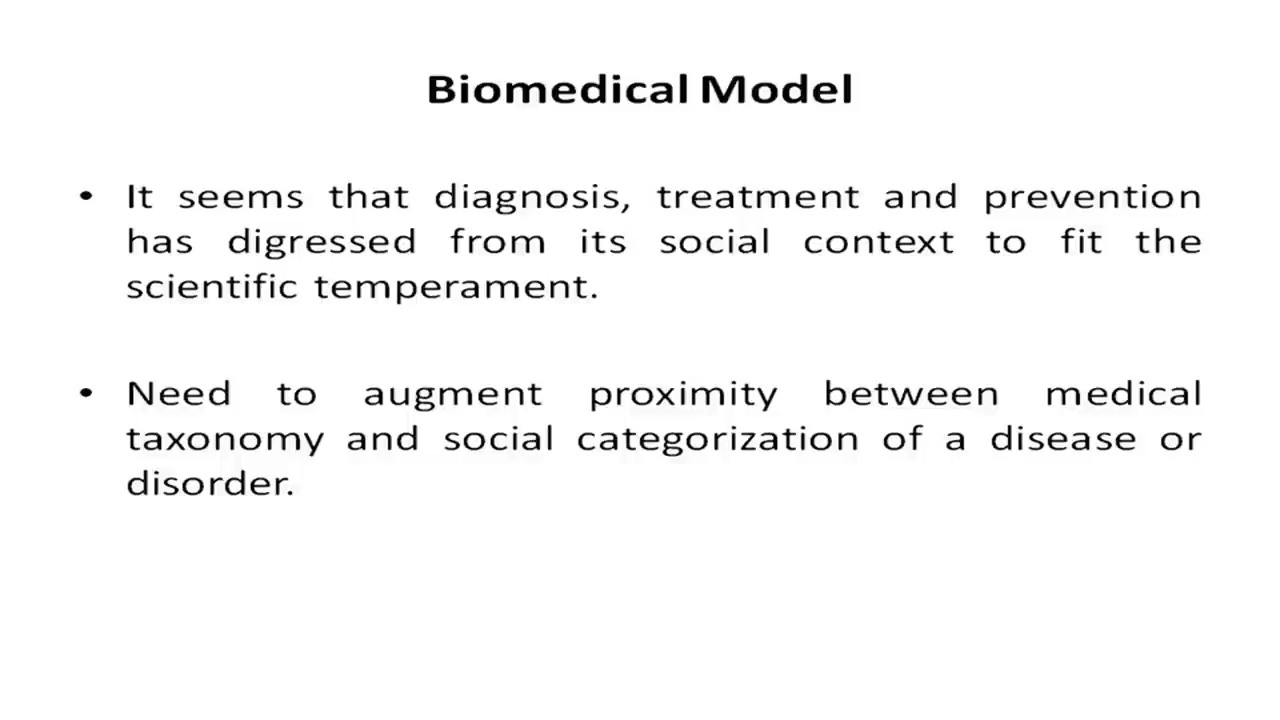 Biomedical Model
• It seems that diagnosis, treatment and prevention
has digressed from its social context to fit the
scientific temperament.
• Need to augment proximity between medical
taxonomy and social categorization of a disease or
disorder.